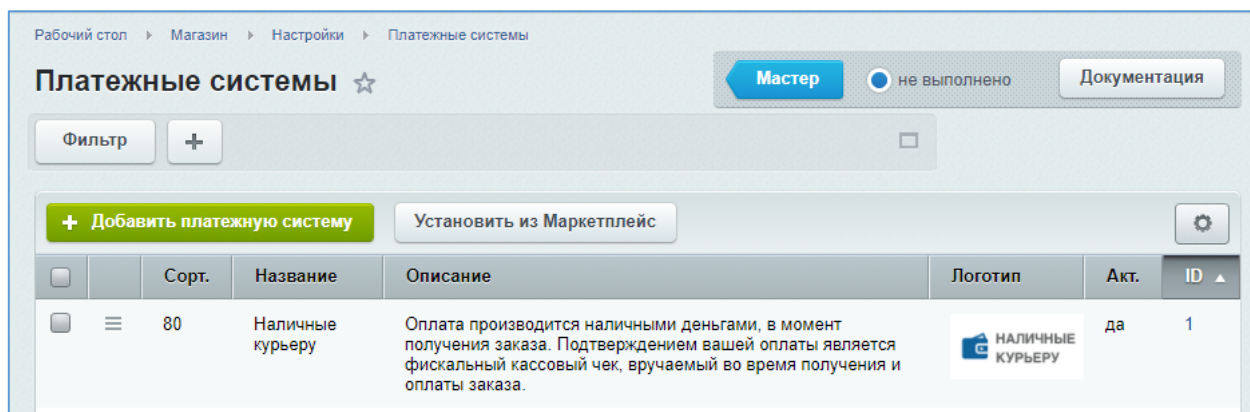 Рабочий стол Магазин Настройки Платежные системы
Платежные системы
Мастер не выполнено Документация
Фильтр
Добавить платежную систему Установить из Маркетплейс
Сорт. Название Описание Логотип Акт. ID
80 Наличные курьеру
Оплата производится наличными деньгами, в момент
получения заказа. Подтверждением вашей оплаты является
фискальный кассовый чек, вручаемый во время получения и
оплаты заказа.
НАЛИЧНЫЕ
КУРЬЕРУ
да 1